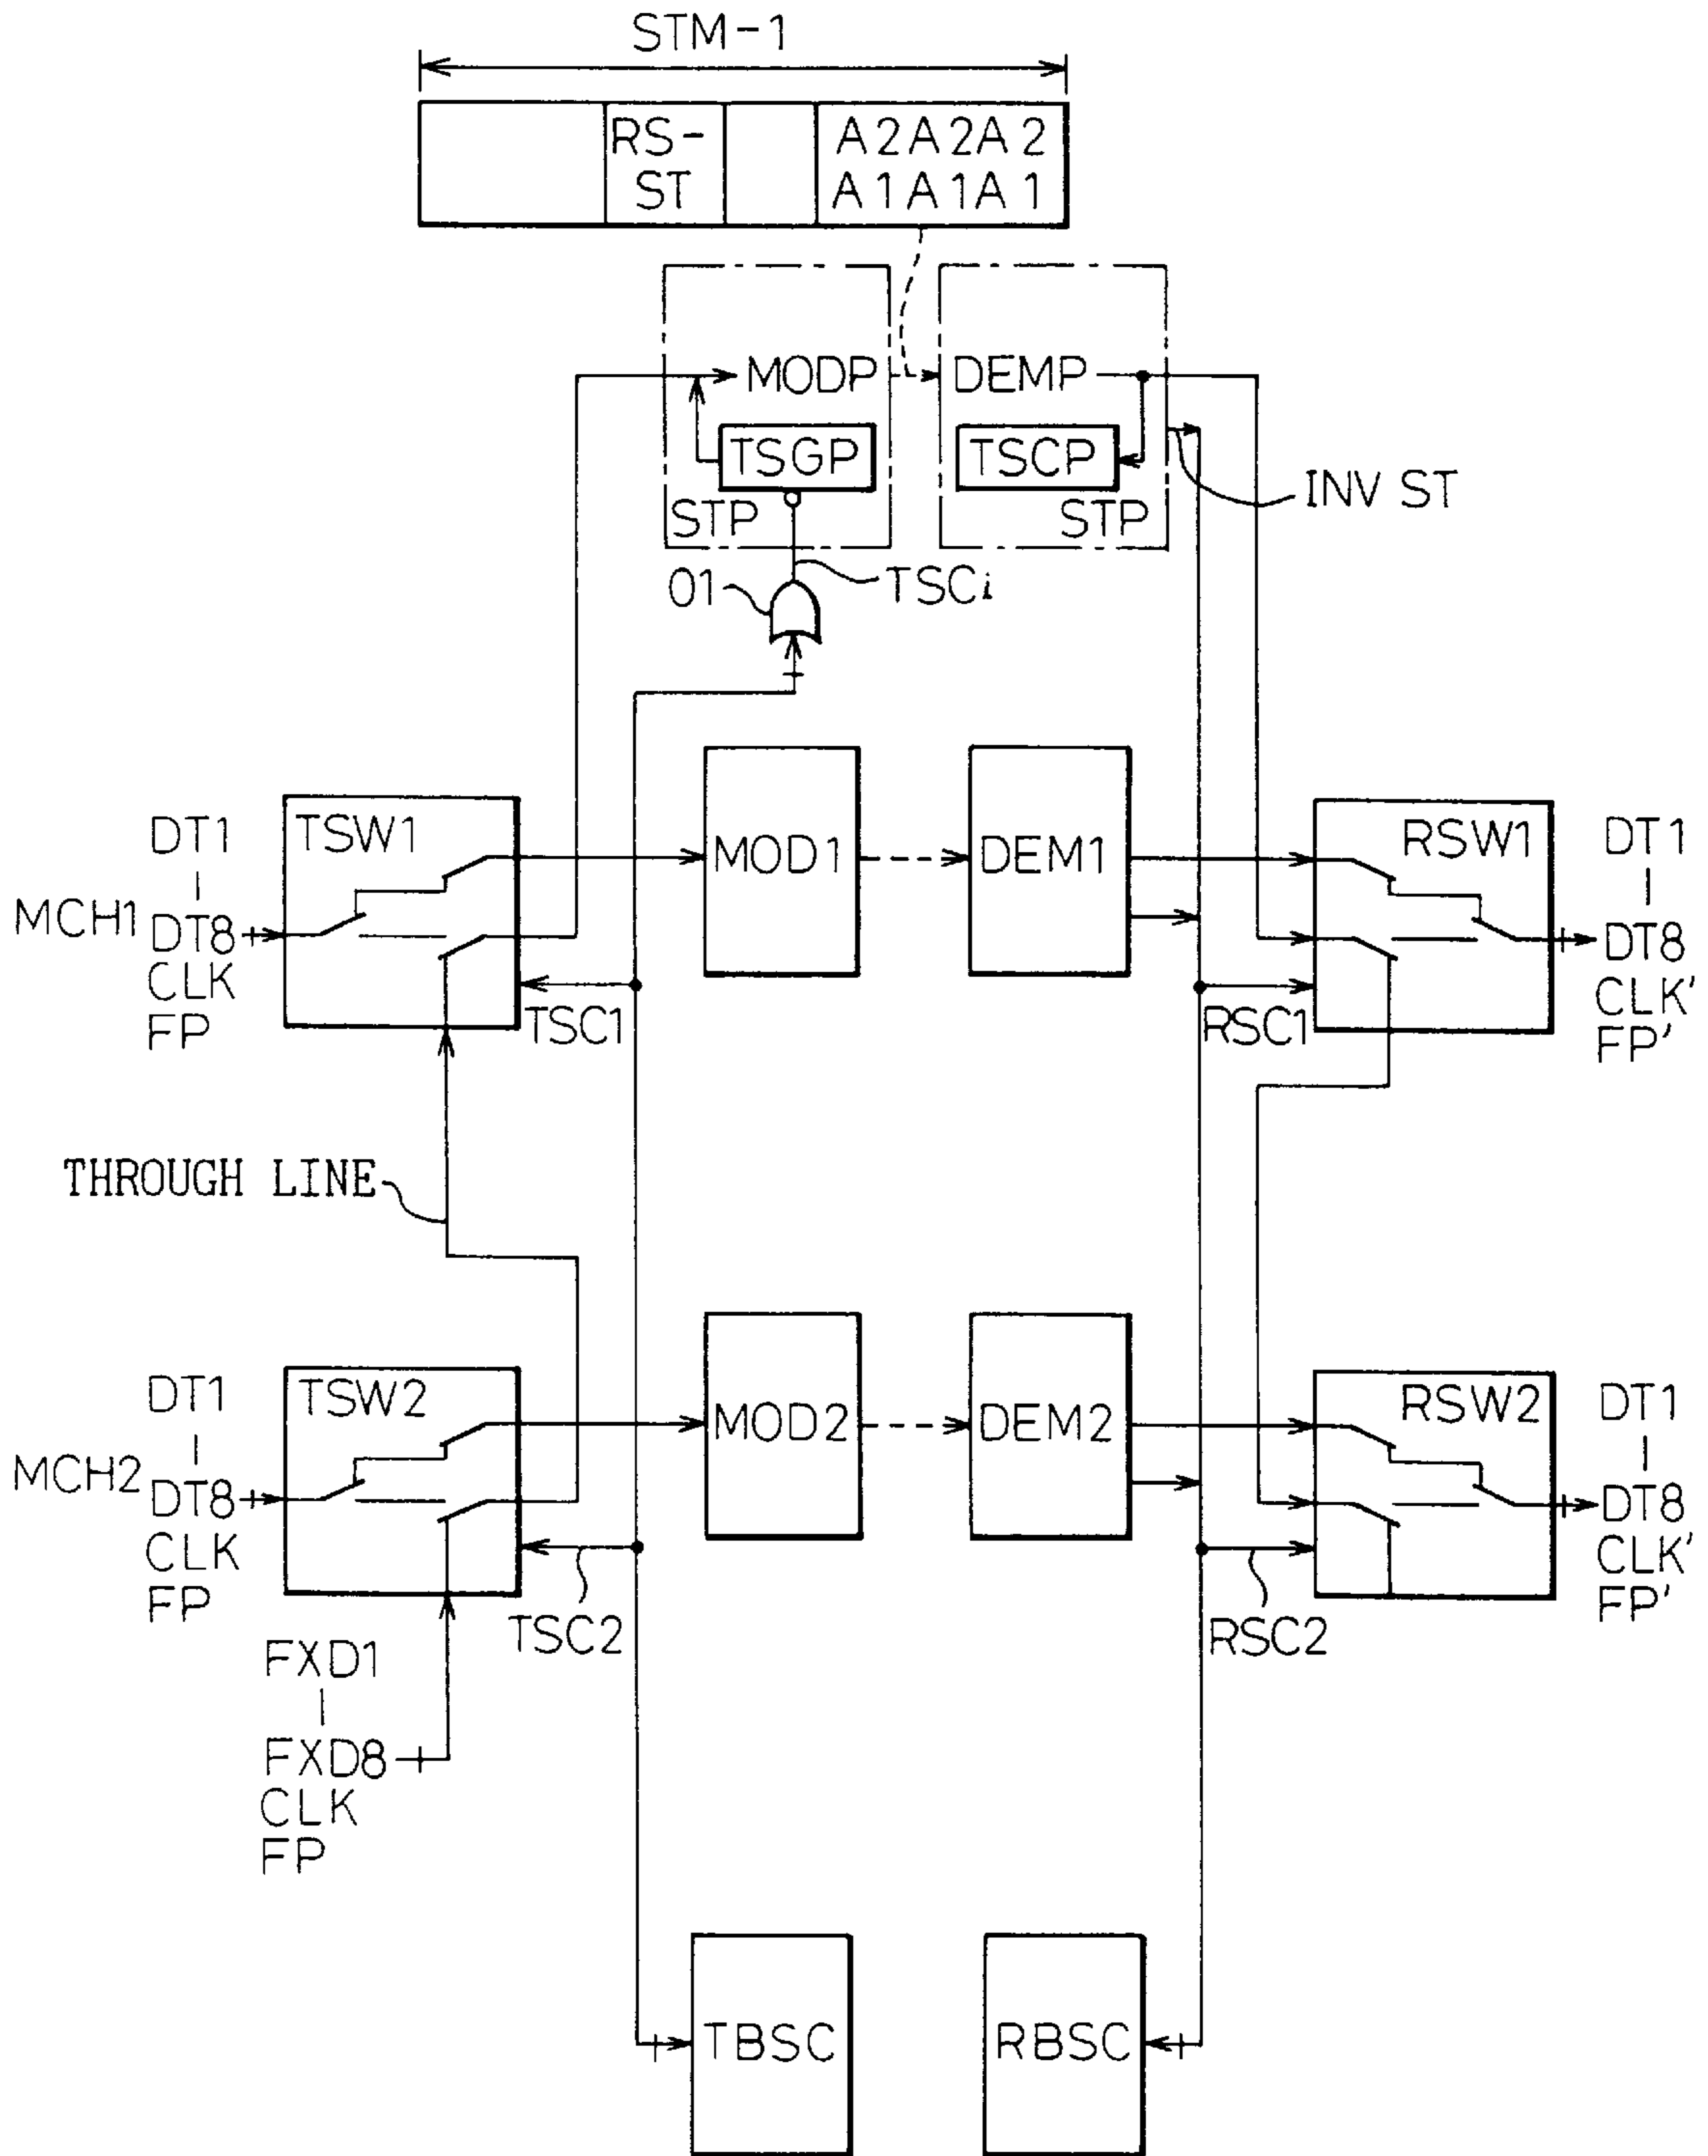 STM-1
RS-
ST
A2A2A2
A1A1A1
MODP
DEMP
TSGP
TSCP
STP
STP
INV ST
01
TSCi
MCH1
DT1
DT8
CLK
FP
TSW1
MOD1
DEM1
RSW1
DT1
DT8
CLK'
FP'
TSC1
RSC1
THROUGH LINE
MCH2
DT1
DT8
CLK
FP
TSW2
MOD2
DEM2
RSW2
DT1
DT8
CLK'
FP'
TSC2
RSC2
FXD1
FXD8
CLK
FP
TBSC
RBSC